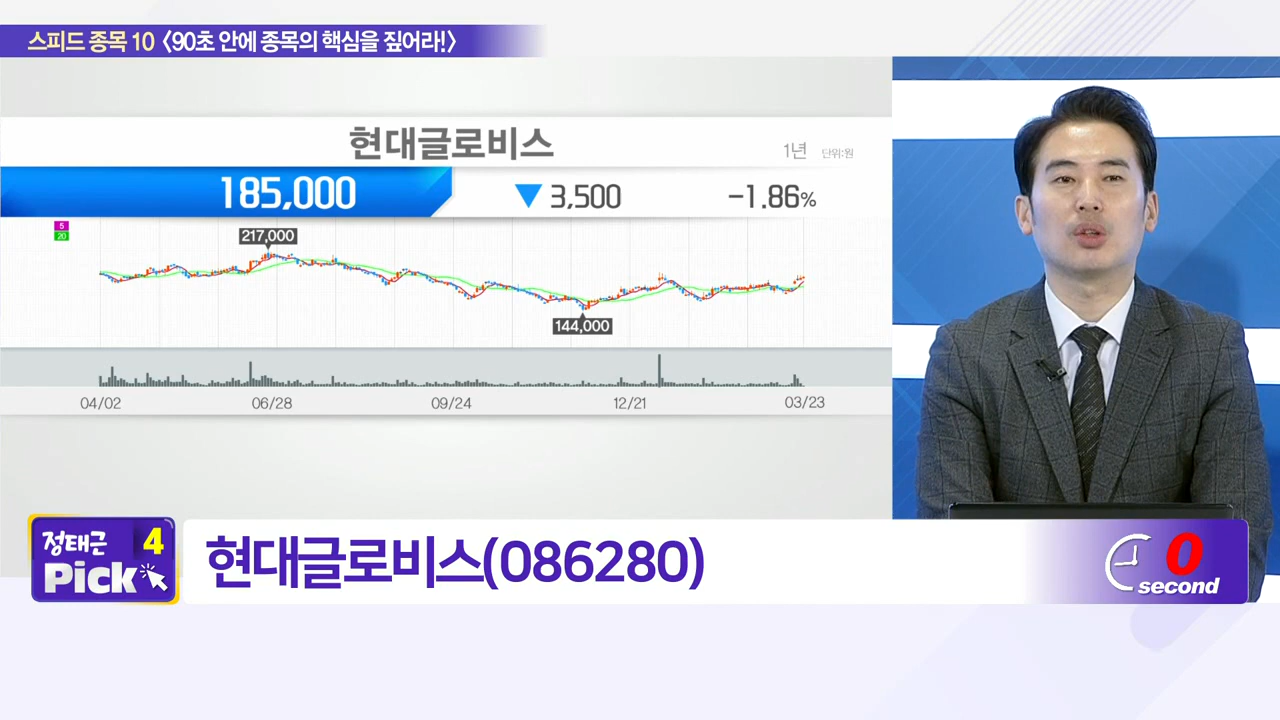 스피드 종목 10 〈90초 안에 종목의 핵심을 짚어라!〉
현대글로비스
1년 단위:원
185,000 ▼ 3,500 -1.86%
5
20
217,000
144,000
04/02 06/28 09/24 12/21 03/23
정태근 4
Pick
현대글로비스(086280)
0
second